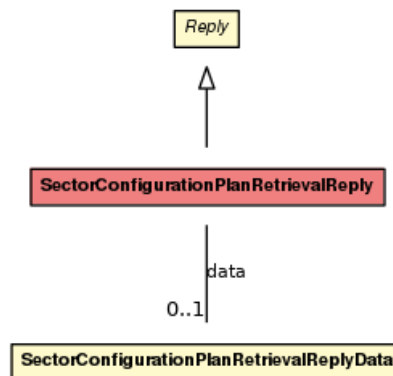 Reply
SectorConfigurationPlanRetrievalReply
data
0..1
SectorConfigurationPlanRetrievalReplyData